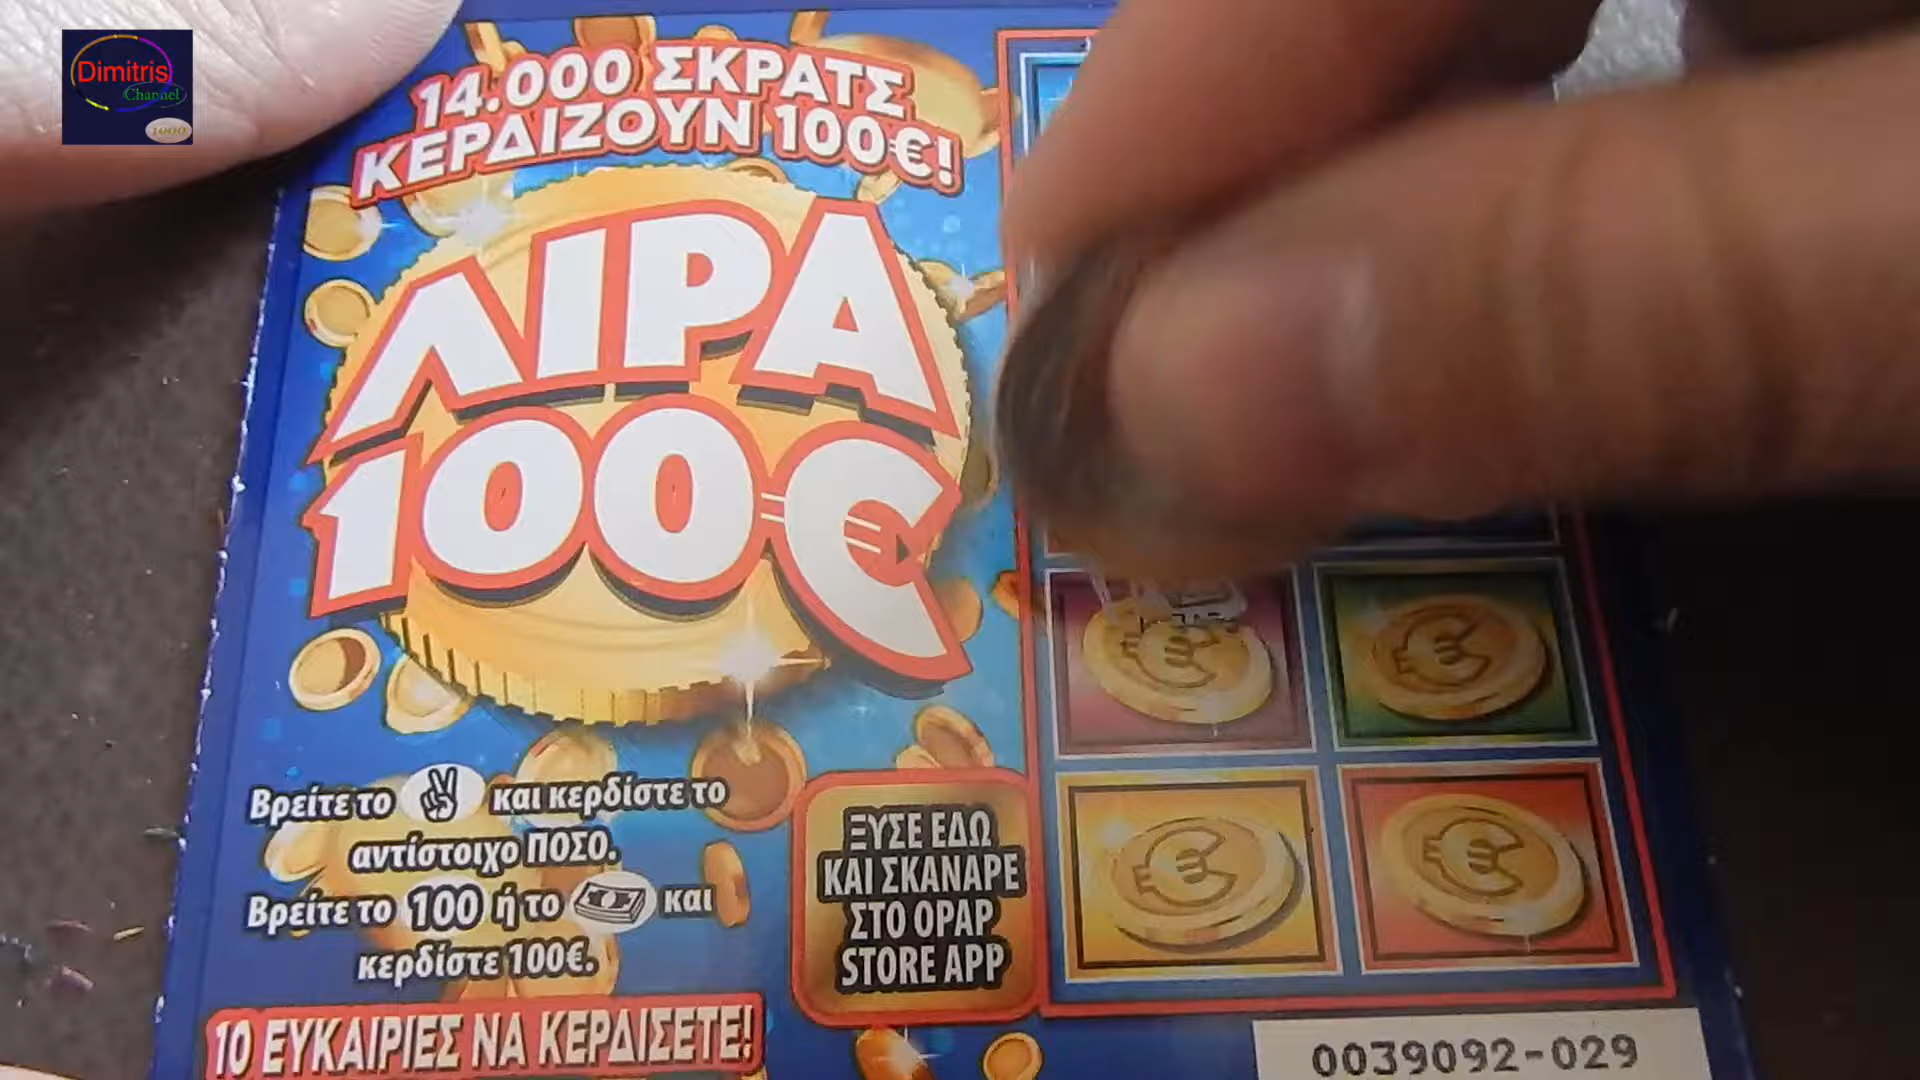 Dimitris
Channel
1000
14.000 ΣΚΡΑΤΣ
ΚΕΡΔΙΖΟΥΝ 100€!
ΛΙΡΑ
100€
Βρείτε το και κερδίστε το
αντίστοιχο ΠΟΣΟ.
Βρείτε το 100 ή το και
κερδίστε 100€.
10 ΕΥΚΑΙΡΙΕΣ ΝΑ ΚΕΡΔΙΣΕΤΕ!
ΞΥΣΕ ΕΔΩ
ΚΑΙ ΣΚΑΝΑΡΕ
ΣΤΟ OPAP
STORE APP
0039092-029